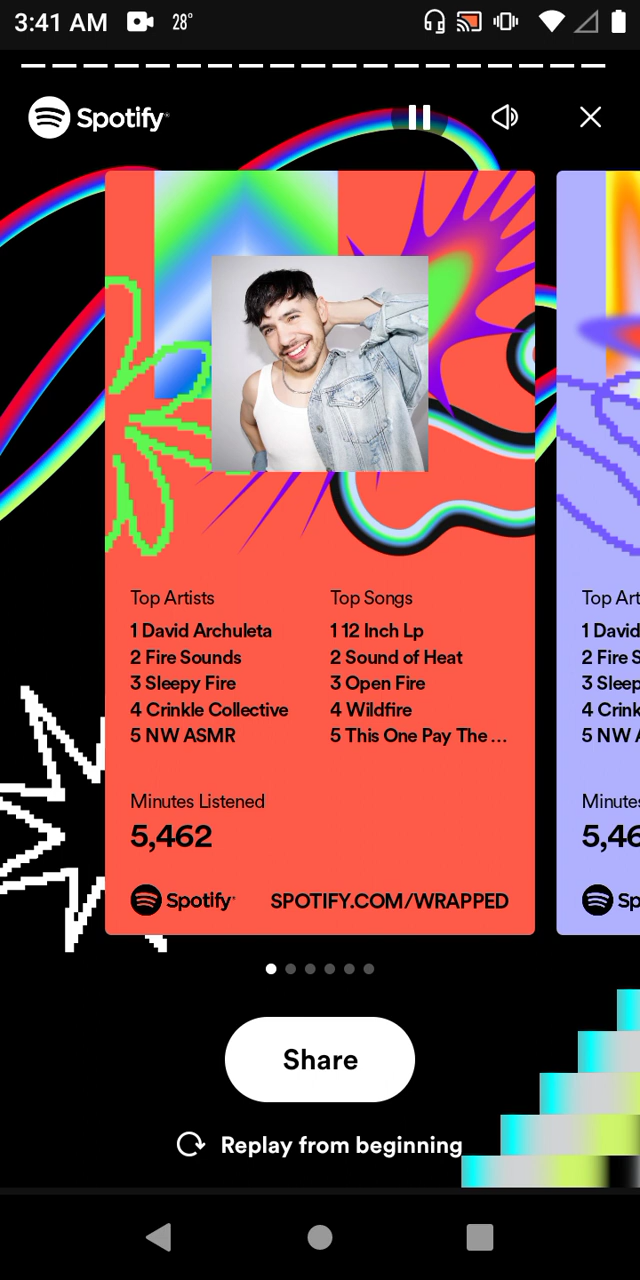 3:41 AM 28°
Spotify
Top Artists
1 David Archuleta
2 Fire Sounds
3 Sleepy Fire
4 Crinkle Collective
5 NW ASMR
Top Songs
1 12 Inch Lp
2 Sound of Heat
3 Open Fire
4 Wildfire
5 This One Pay The ...
Minutes Listened
5,462
Spotify SPOTIFY.COM/WRAPPED
Top Art
1 David
2 Fire S
3 Sleep
4 Crink
5 NW A
Minute
5,46
Sp
Share
Replay from beginning